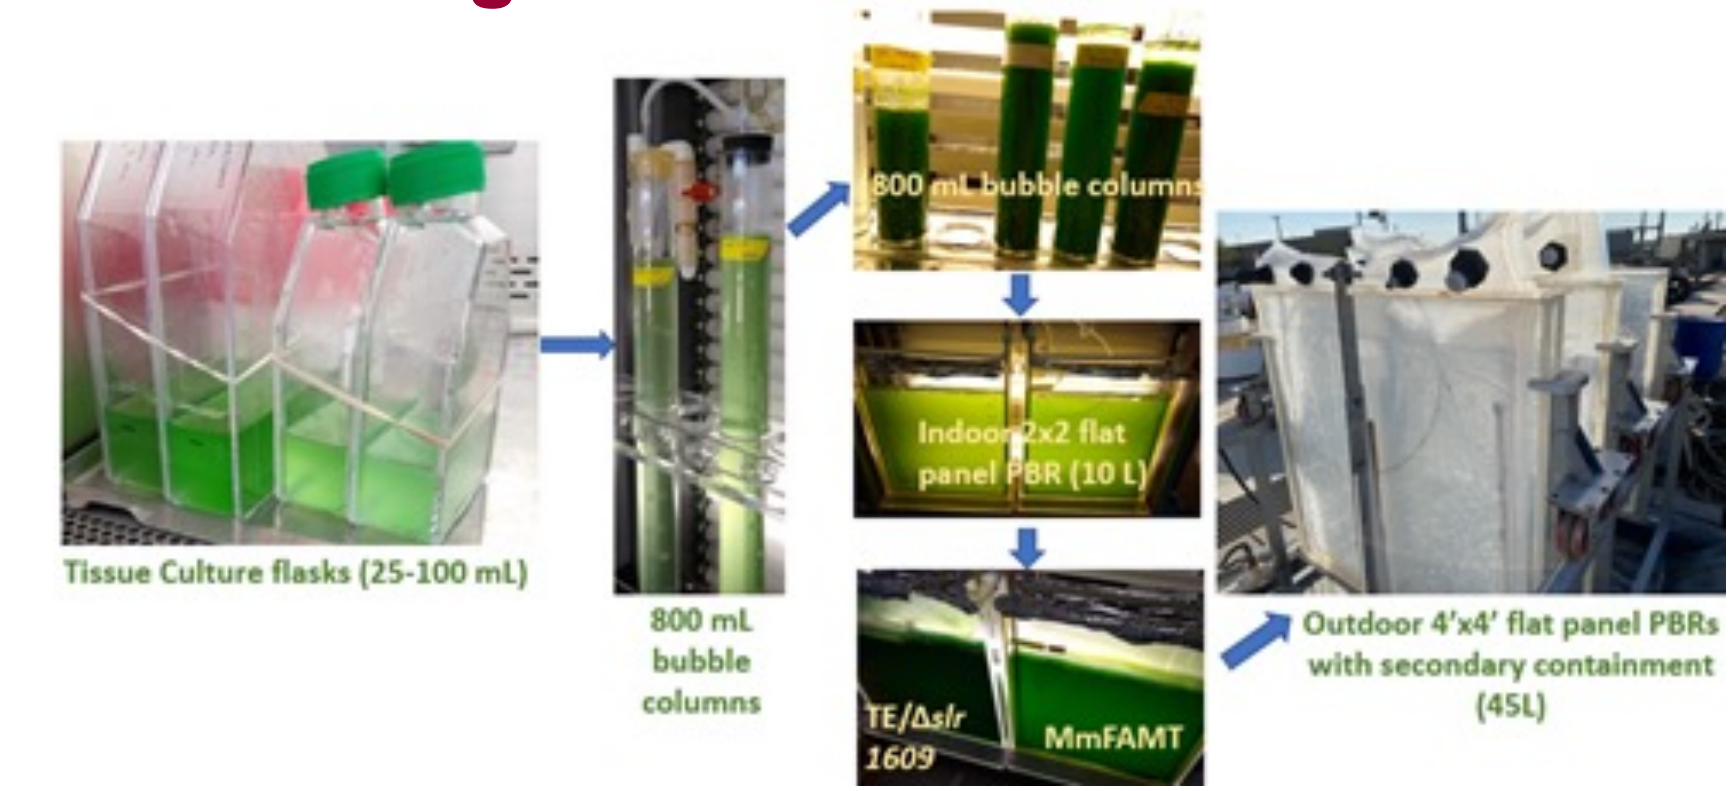 Tissue Culture flasks (25-100 mL)
800 mL
bubble
columns
800 mL bubble columns
Indoor 2x2 flat
panel PBR (10 L)
TE/Δslr
1609
MmFAMT
Outdoor 4’x4’ flat panel PBRs
with secondary containment
(45L)